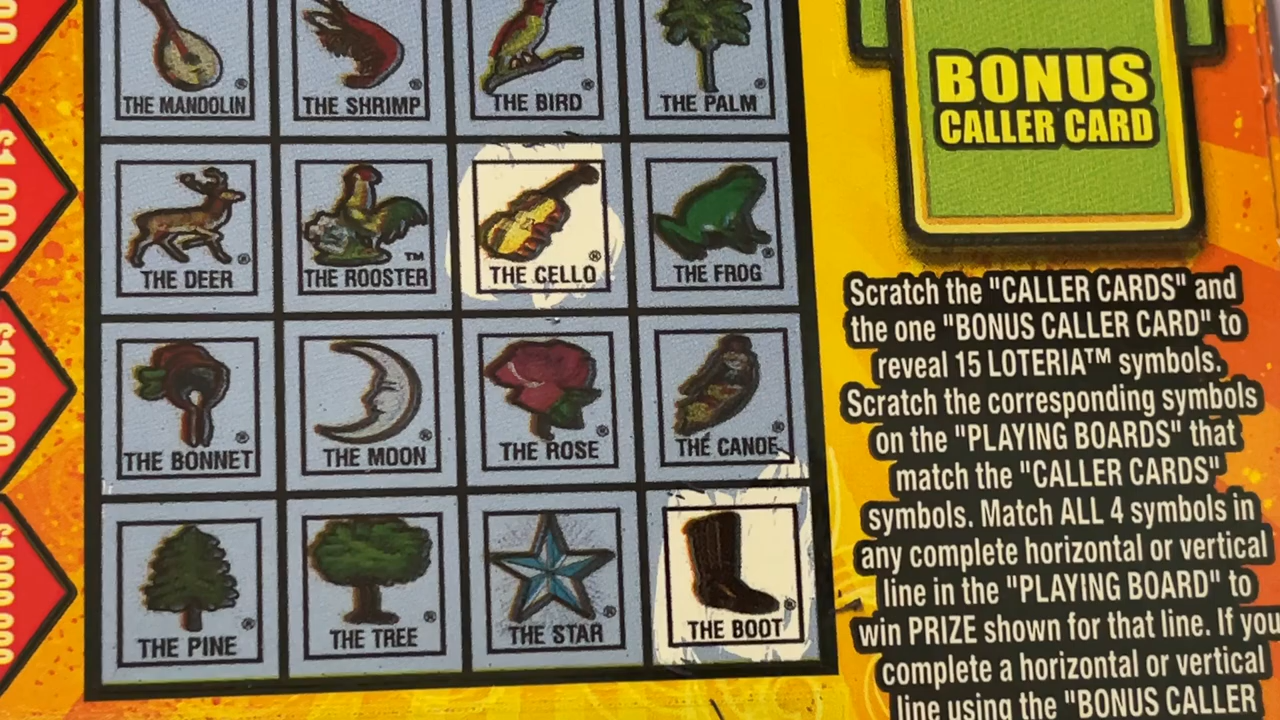 THE MANDOLIN ® THE SHRIMP ® THE BIRD ® THE PALM ®
THE DEER ® THE ROOSTER ™ THE CELLO ® THE FROG ®
THE BONNET ® THE MOON ® THE ROSE ® THE CANOE ®
THE PINE ® THE TREE ® THE STAR ® THE BOOT ®
BONUS
CALLER CARD
Scratch the "CALLER CARDS" and
the one "BONUS CALLER CARD" to
reveal 15 LOTERIA™ symbols.
Scratch the corresponding symbols
on the "PLAYING BOARDS" that
match the "CALLER CARDS"
symbols. Match ALL 4 symbols in
any complete horizontal or vertical
line in the "PLAYING BOARD" to
win PRIZE shown for that line. If you
complete a horizontal or vertical
line using the "BONUS CALLER